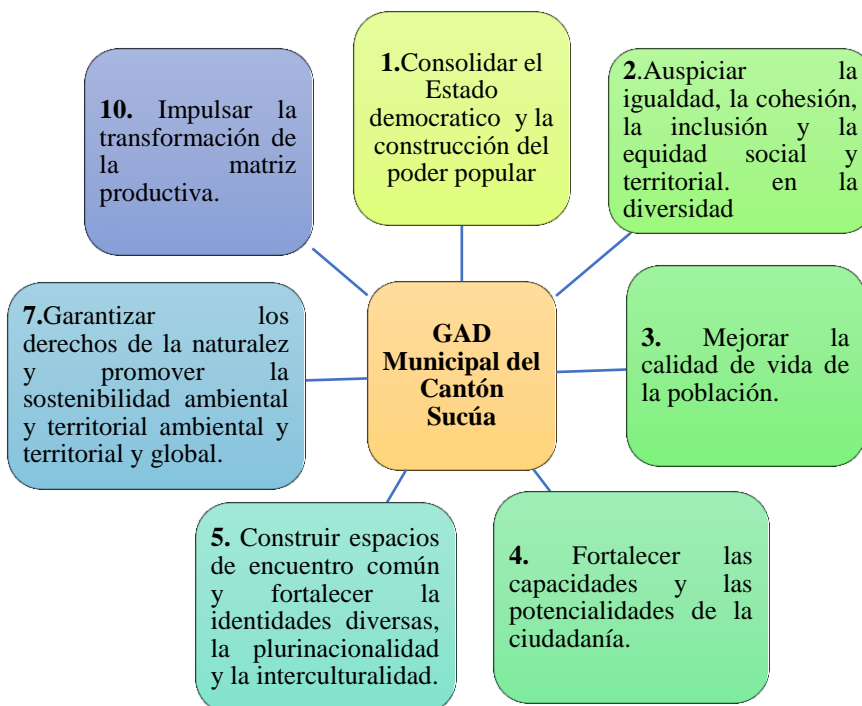 1.Consolidar el
Estado
democratico y la
construcción del
poder popular
2.Auspiciar la
igualdad, la cohesión,
la inclusión y la
equidad social y
territorial. en la
diversidad
3. Mejorar la
calidad de vida de
la población.
4. Fortalecer las
capacidades y las
potencialidades de la
ciudadanía.
5. Construir espacios
de encuentro común
y fortalecer la
identidades diversas,
la plurinacionalidad
y la interculturalidad.
7.Garantizar los
derechos de la naturalez
y promover la
sostenibilidad ambiental
y territorial ambiental y
territorial y global.
10. Impulsar la
transformación de
la matriz
productiva.
GAD
Municipal del
Cantón
Sucúa